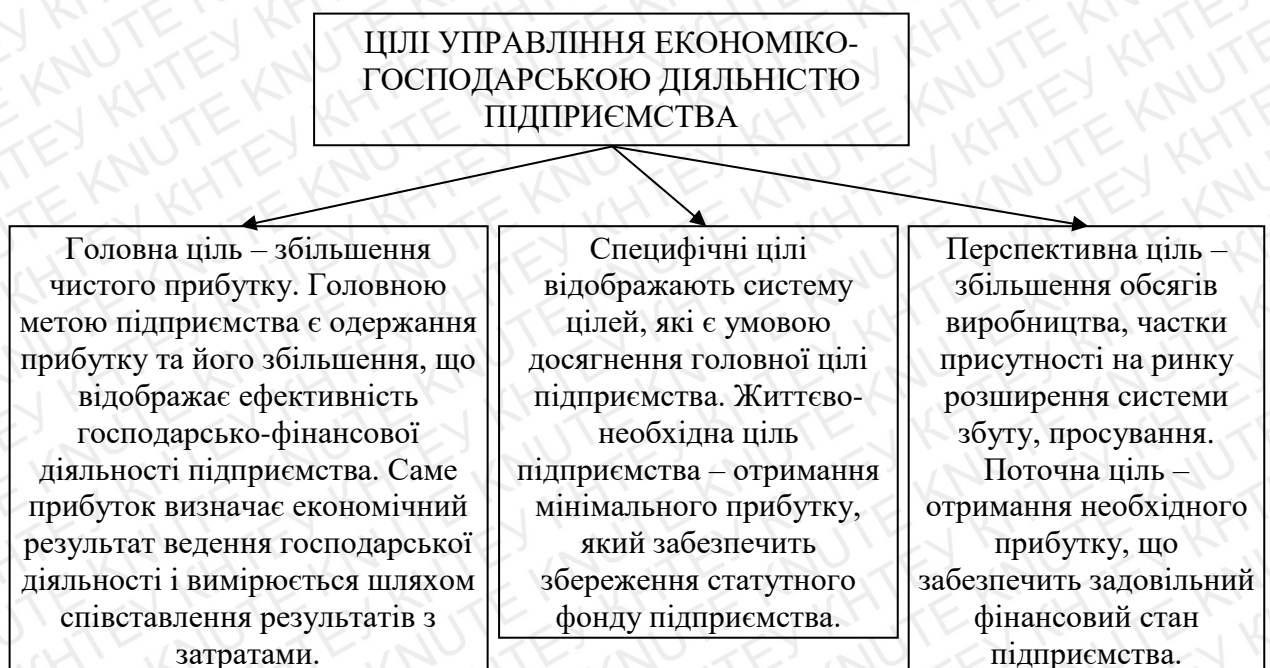 ЦІЛІ УПРАВЛІННЯ ЕКОНОМІКО-
ГОСПОДАРСЬКОЮ ДІЯЛЬНІСТЮ
ПІДПРИЄМСТВА
Головна ціль – збільшення
чистого прибутку. Головною
метою підприємства є одержання
прибутку та його збільшення, що
відображає ефективність
господарсько-фінансової
діяльності підприємства. Саме
прибуток визначає економічний
результат ведення господарської
діяльності і вимірюється шляхом
співставлення результатів з
затратами.
Специфічні цілі
відображають систему
цілей, які є умовою
досягнення головної цілі
підприємства. Життєво-
необхідна ціль
підприємства – отримання
мінімального прибутку,
який забезпечить
збереження статутного
фонду підприємства.
Перспективна ціль –
збільшення обсягів
виробництва, частки
присутності на ринку
розширення системи
збуту, просування.
Поточна ціль –
отримання необхідного
прибутку, що
забезпечить задовільний
фінансовий стан
підприємства.